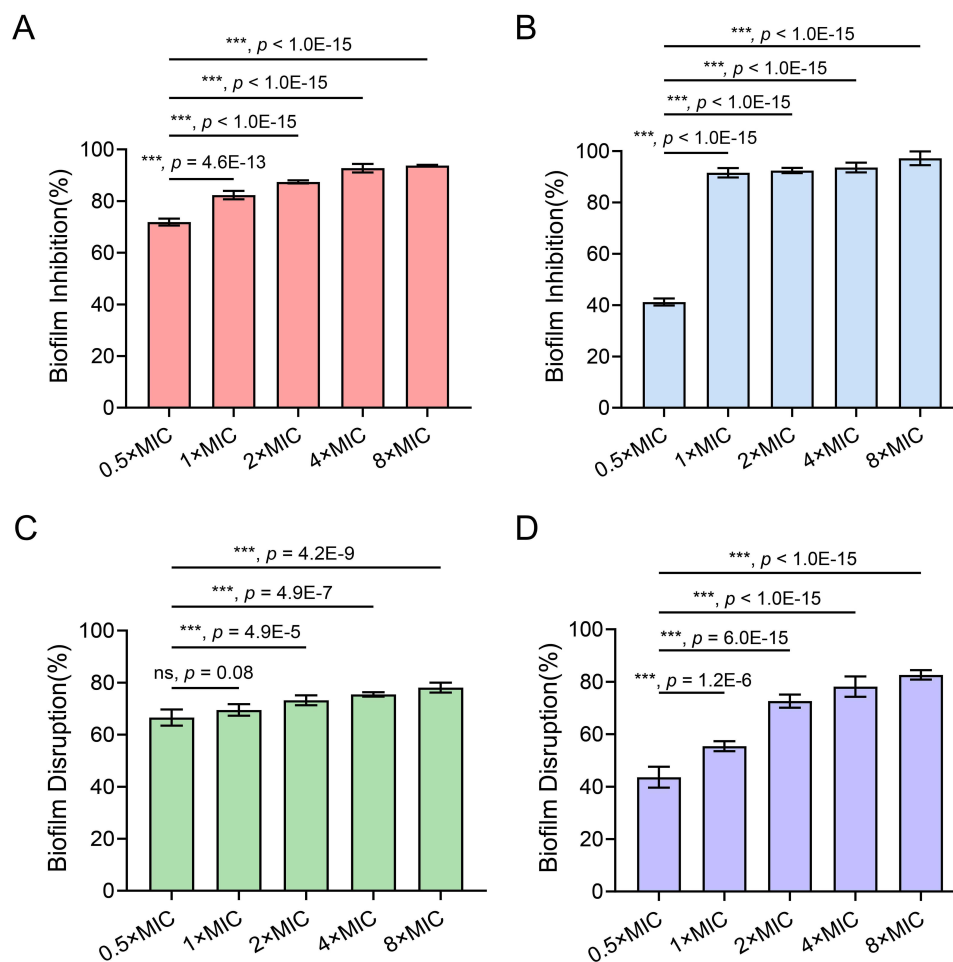 A
***, p < 1.0E-15
***, p < 1.0E-15
***, p < 1.0E-15
***, p = 4.6E-13
Biofilm Inhibition(%)
100
80
60
40
20
0
0.5×MIC
1×MIC
2×MIC
4×MIC
8×MIC
B
***, p < 1.0E-15
***, p < 1.0E-15
***, p < 1.0E-15
***, p < 1.0E-15
Biofilm Inhibition(%)
100
80
60
40
20
0
0.5×MIC
1×MIC
2×MIC
4×MIC
8×MIC
C
***, p = 4.2E-9
***, p = 4.9E-7
***, p = 4.9E-5
ns, p = 0.08
Biofilm Disruption(%)
100
80
60
40
20
0
0.5×MIC
1×MIC
2×MIC
4×MIC
8×MIC
D
***, p < 1.0E-15
***, p < 1.0E-15
***, p = 6.0E-15
***, p = 1.2E-6
Biofilm Disruption(%)
100
80
60
40
20
0
0.5×MIC
1×MIC
2×MIC
4×MIC
8×MIC